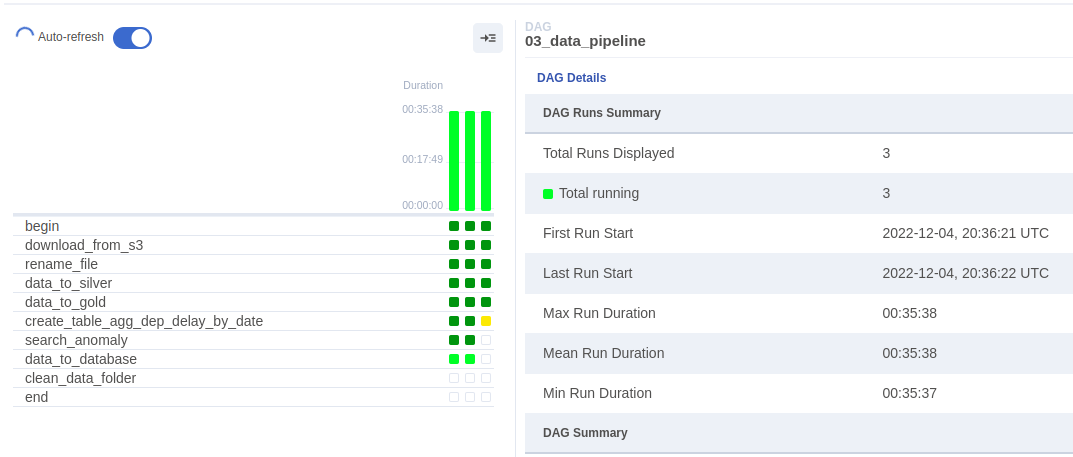 Auto-refresh
Duration
00:35:38
00:17:49
00:00:00
begin
download_from_s3
rename_file
data_to_silver
data_to_gold
create_table_agg_dep_delay_by_date
search_anomaly
data_to_database
clean_data_folder
end
DAG
03_data_pipeline
DAG Details
DAG Runs Summary
Total Runs Displayed 3
Total running 3
First Run Start 2022-12-04, 20:36:21 UTC
Last Run Start 2022-12-04, 20:36:22 UTC
Max Run Duration 00:35:38
Mean Run Duration 00:35:38
Min Run Duration 00:35:37
DAG Summary